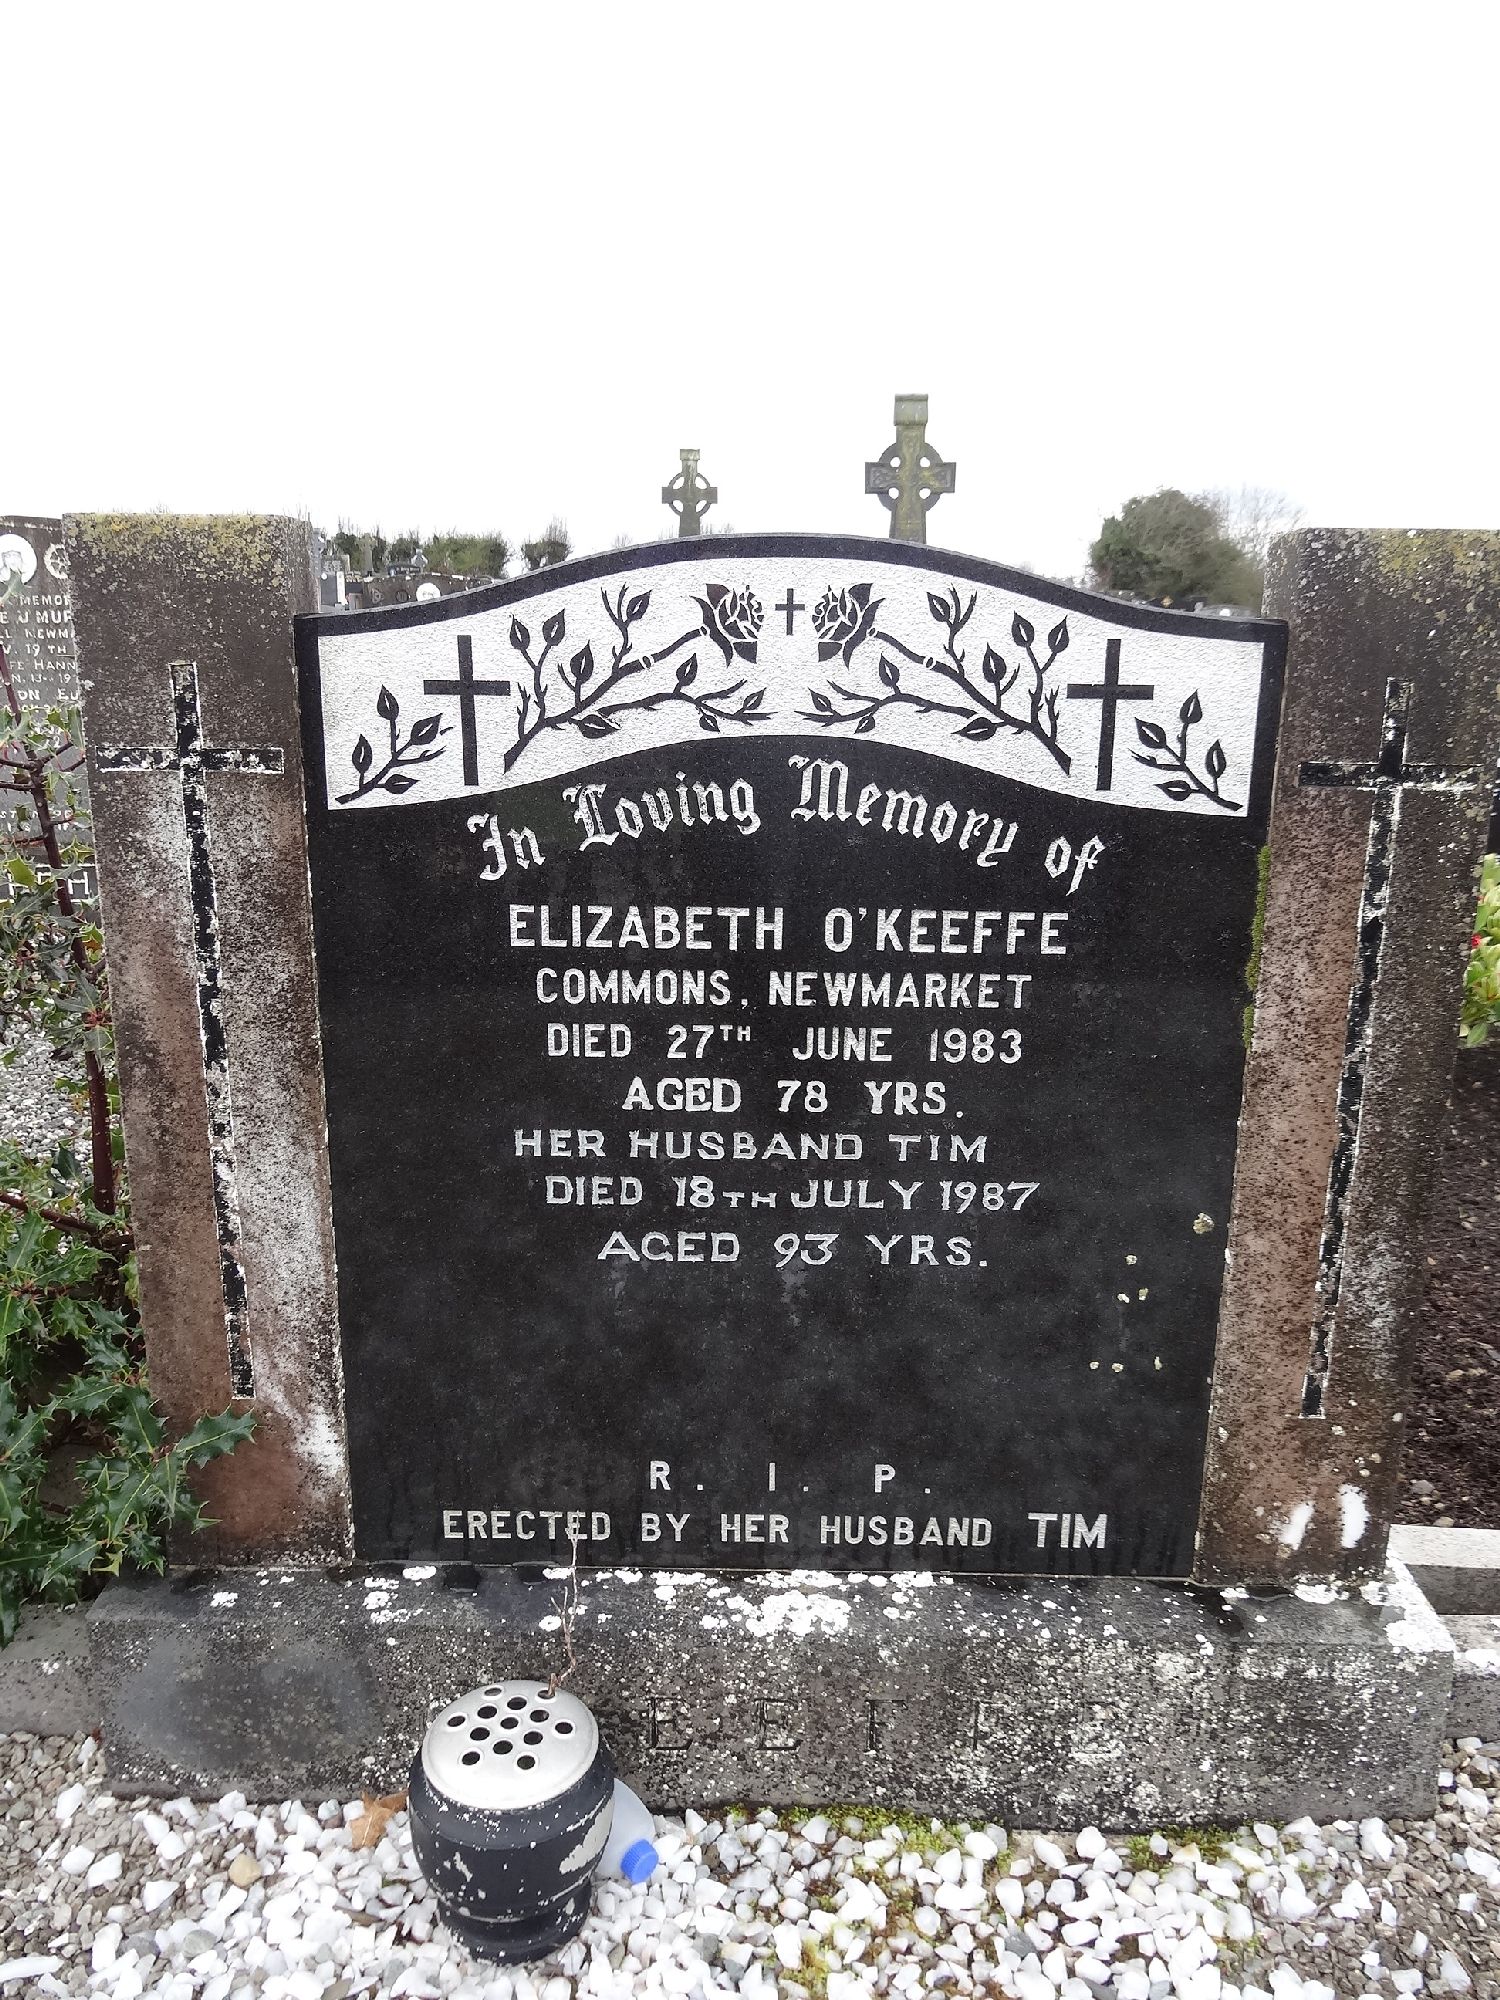 In Loving Memory of
ELIZABETH O'KEEFFE
COMMONS, NEWMARKET
DIED 27TH JUNE 1983
AGED 78 YRS.
HER HUSBAND TIM
DIED 18TH JULY 1987
AGED 93 YRS.
R. I. P.
ERECTED BY HER HUSBAND TIM